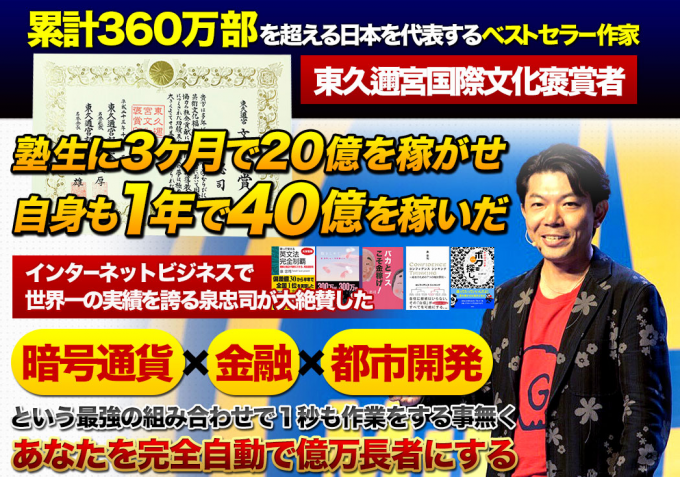 累計360万部を超える日本を代表するベストセラー作家
東久邇宮国際文化褒賞者
塾生に3ヶ月で20億を稼がせ
自身も1年で40億を稼いだ
インターネットビジネスで
世界一の実績を誇る泉忠司が大絶賛した
英文法
完全制覇
暗号通貨×金融×都市開発
という最強の組み合わせで1秒も作業をする事無く
あなたを完全自動で億万長者にする